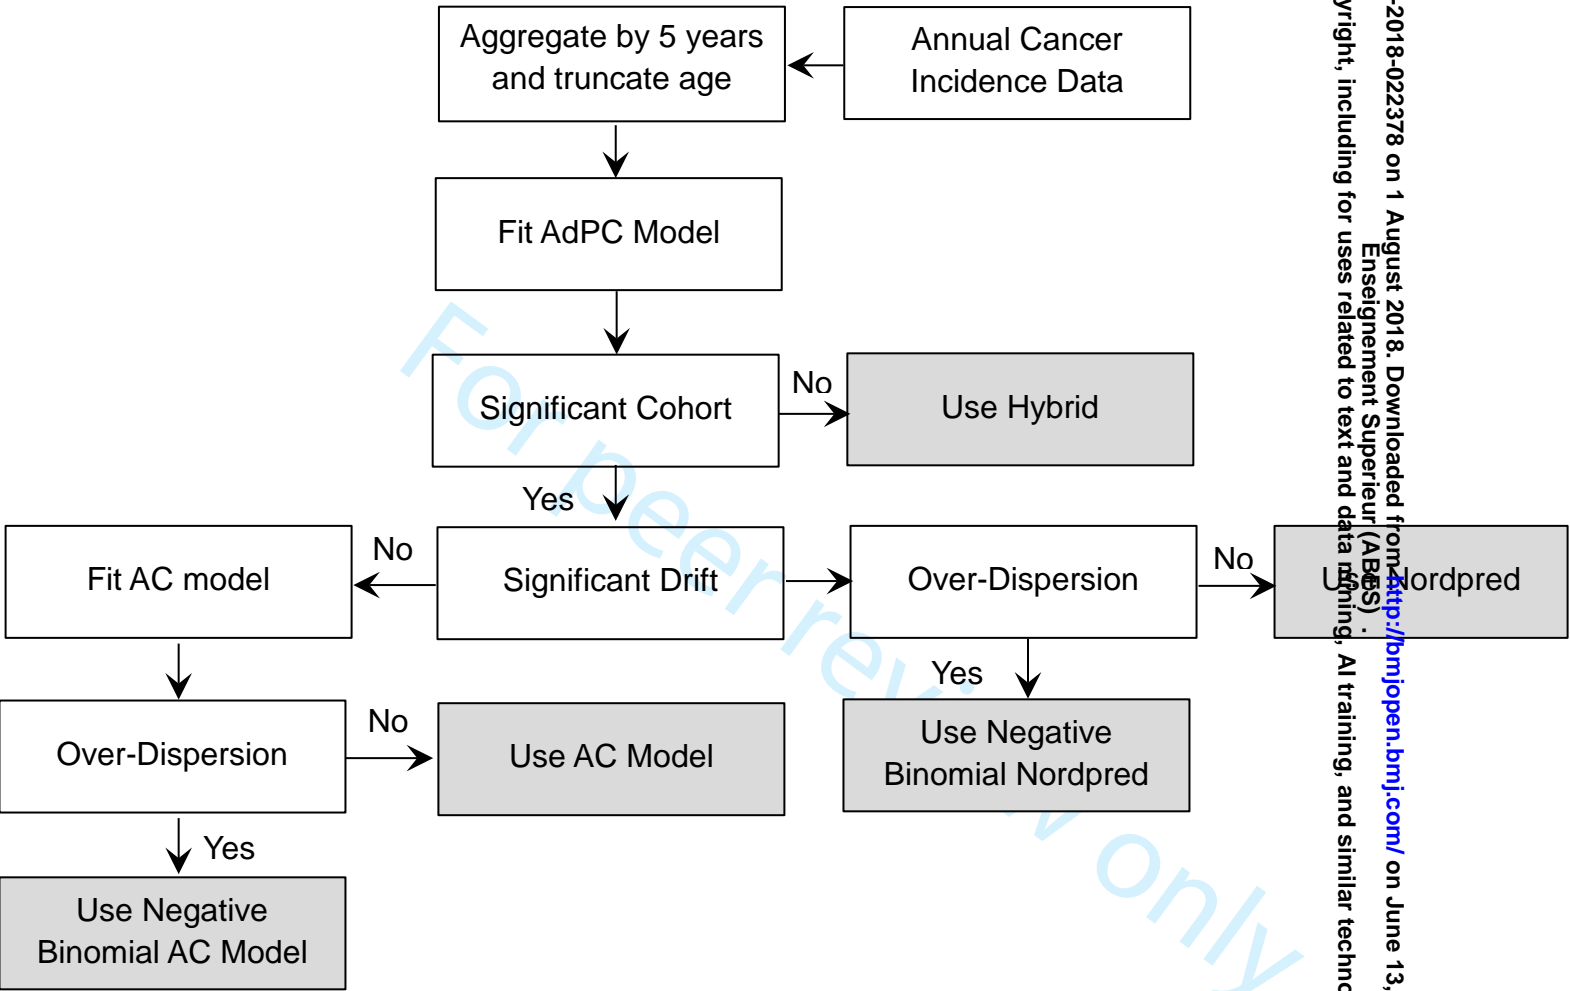 Aggregate by 5 years
and truncate age
Annual Cancer
Incidence Data
Fit AdPC Model
Significant Cohort
No
Use Hybrid
Yes
Fit AC model
No
Significant Drift
Over-Dispersion
No
Use Nordpred
Over-Dispersion
No
Use AC Model
Yes
Use Negative
Binomial Nordpred
Yes
Use Negative
Binomial AC Model
For peer review only
-2018-022378 on 1 August 2018. Downloaded from http://bmjopen.bmj.com/ on June 13,
Enseignement Superieur (ABES) .
yright, including for uses related to text and data mining, AI training, and similar techno